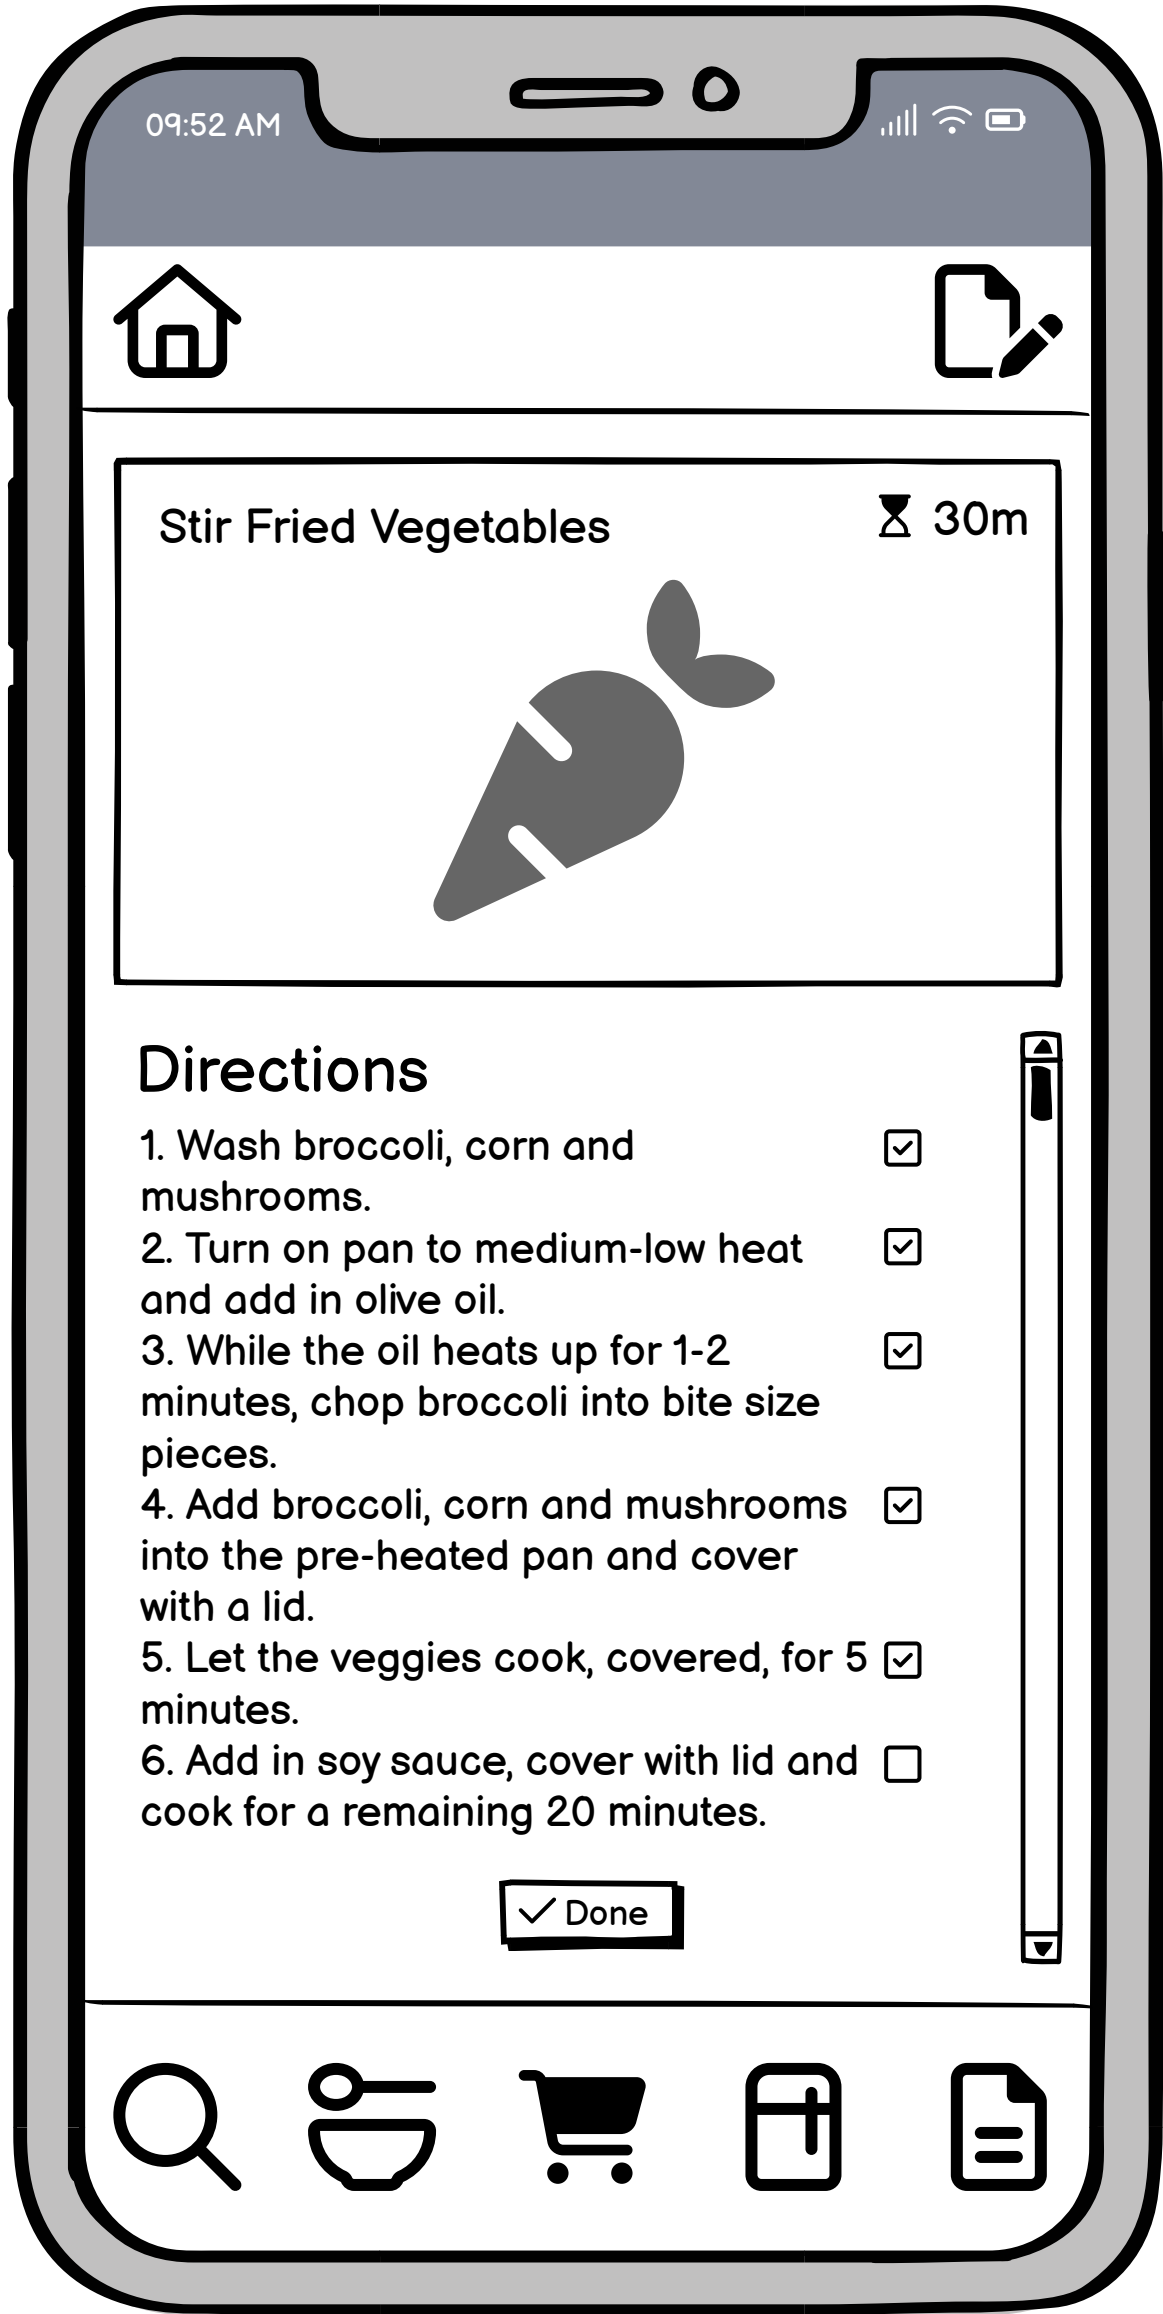 09:52 AM
Stir Fried Vegetables
30m
Directions
1. Wash broccoli, corn and
mushrooms.
2. Turn on pan to medium-low heat
and add in olive oil.
3. While the oil heats up for 1-2
minutes, chop broccoli into bite size
pieces.
4. Add broccoli, corn and mushrooms
into the pre-heated pan and cover
with a lid.
5. Let the veggies cook, covered, for 5
minutes.
6. Add in soy sauce, cover with lid and
cook for a remaining 20 minutes.
Done